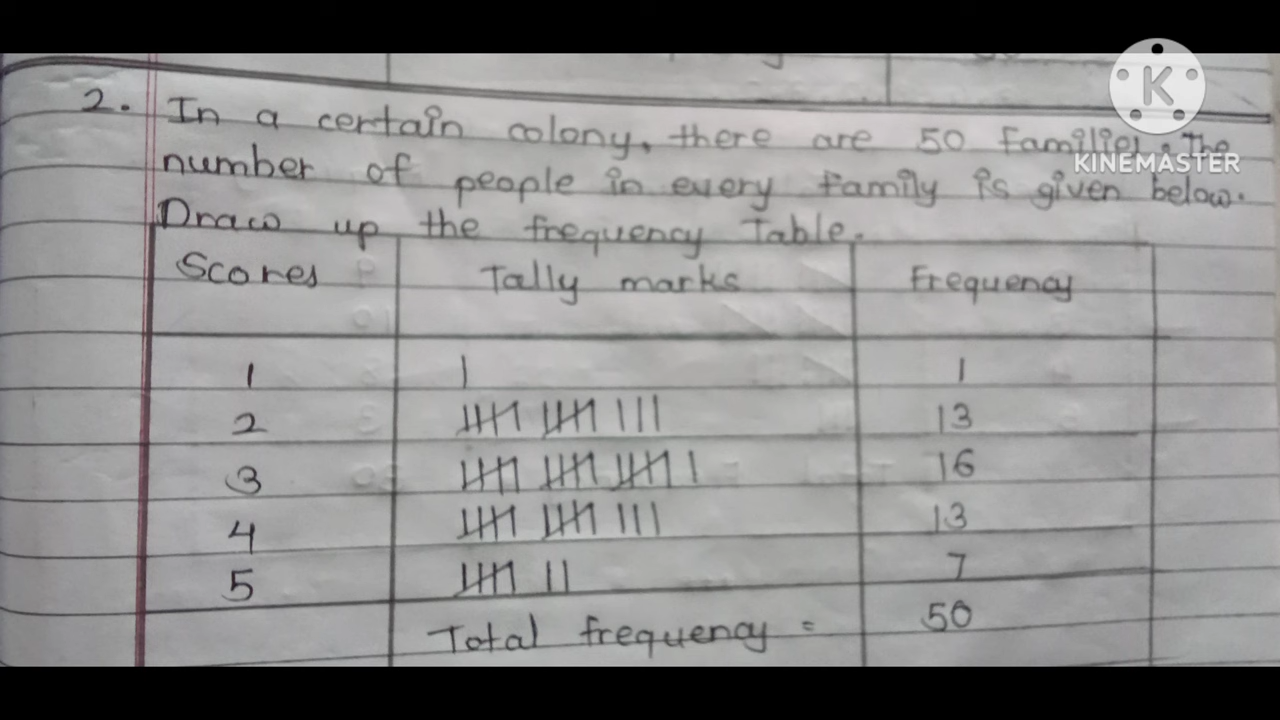 2. In a certain colony, there are 50 families. The
number of people in every family is given below.
Draw up the frequency Table.
Scores Tally marks Frequency
1 | 1
2 𝍸 𝍸 ||| 13
3 𝍸 𝍸 𝍸 | 16
4 𝍸 𝍸 ||| 13
5 𝍸 || 7
Total frequency = 50
K
KINEMASTER